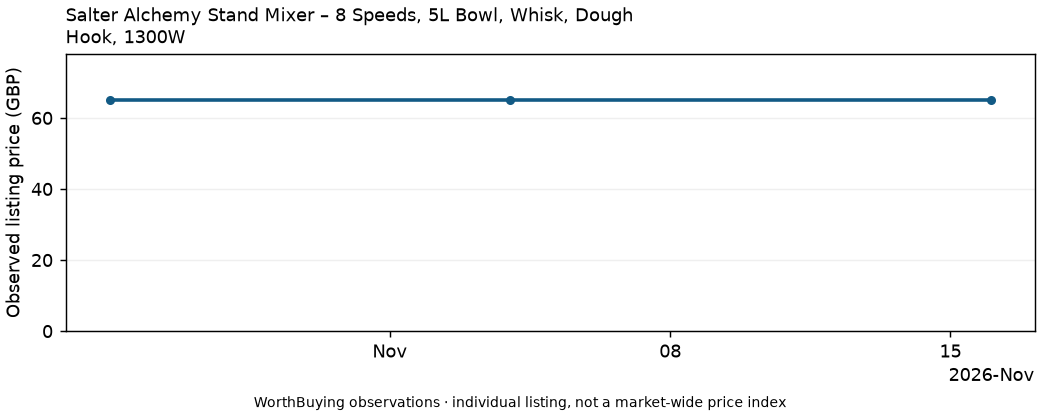 Salter Alchemy Stand Mixer – 8 Speeds, 5L Bowl, Whisk, Dough
Hook, 1300W
Observed listing price (GBP)
60
40
20
0
Nov
08
15
2026-Nov
WorthBuying observations · individual listing, not a market-wide price index